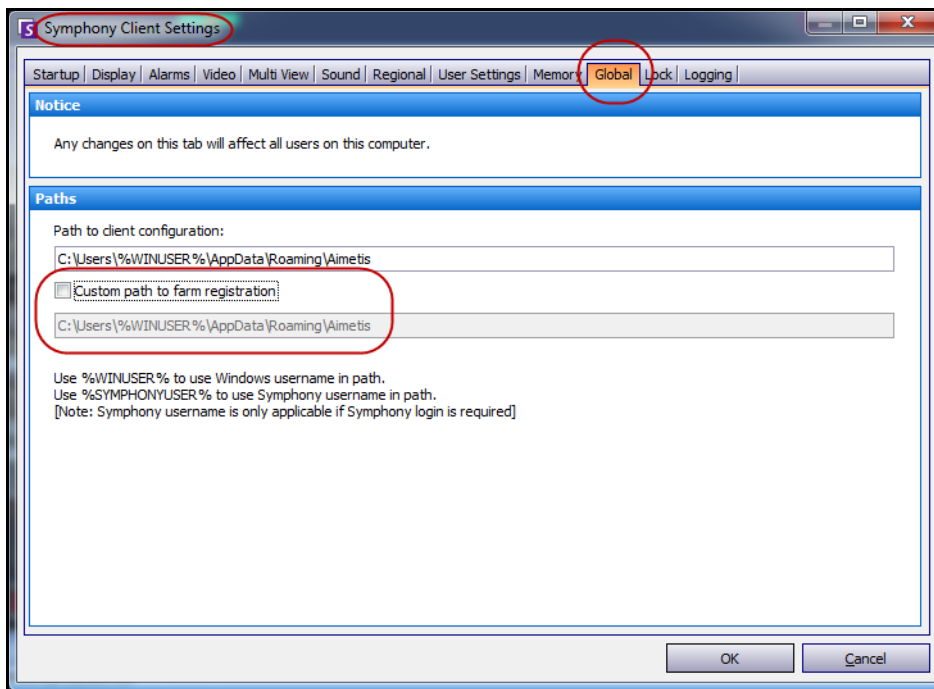 Symphony Client Settings
Startup Display Alarms Video Multi View Sound Regional User Settings Memory Global Lock Logging
Notice
Any changes on this tab will affect all users on this computer.
Paths
Path to client configuration:
C:\Users\%WINUSER%\AppData\Roaming\Aimetis
Custom path to farm registration
C:\Users\%WINUSER%\AppData\Roaming\Aimetis
Use %WINUSER% to use Windows username in path.
Use %SYMPHONYUSER% to use Symphony username in path.
[Note: Symphony username is only applicable if Symphony login is required]
OK Cancel